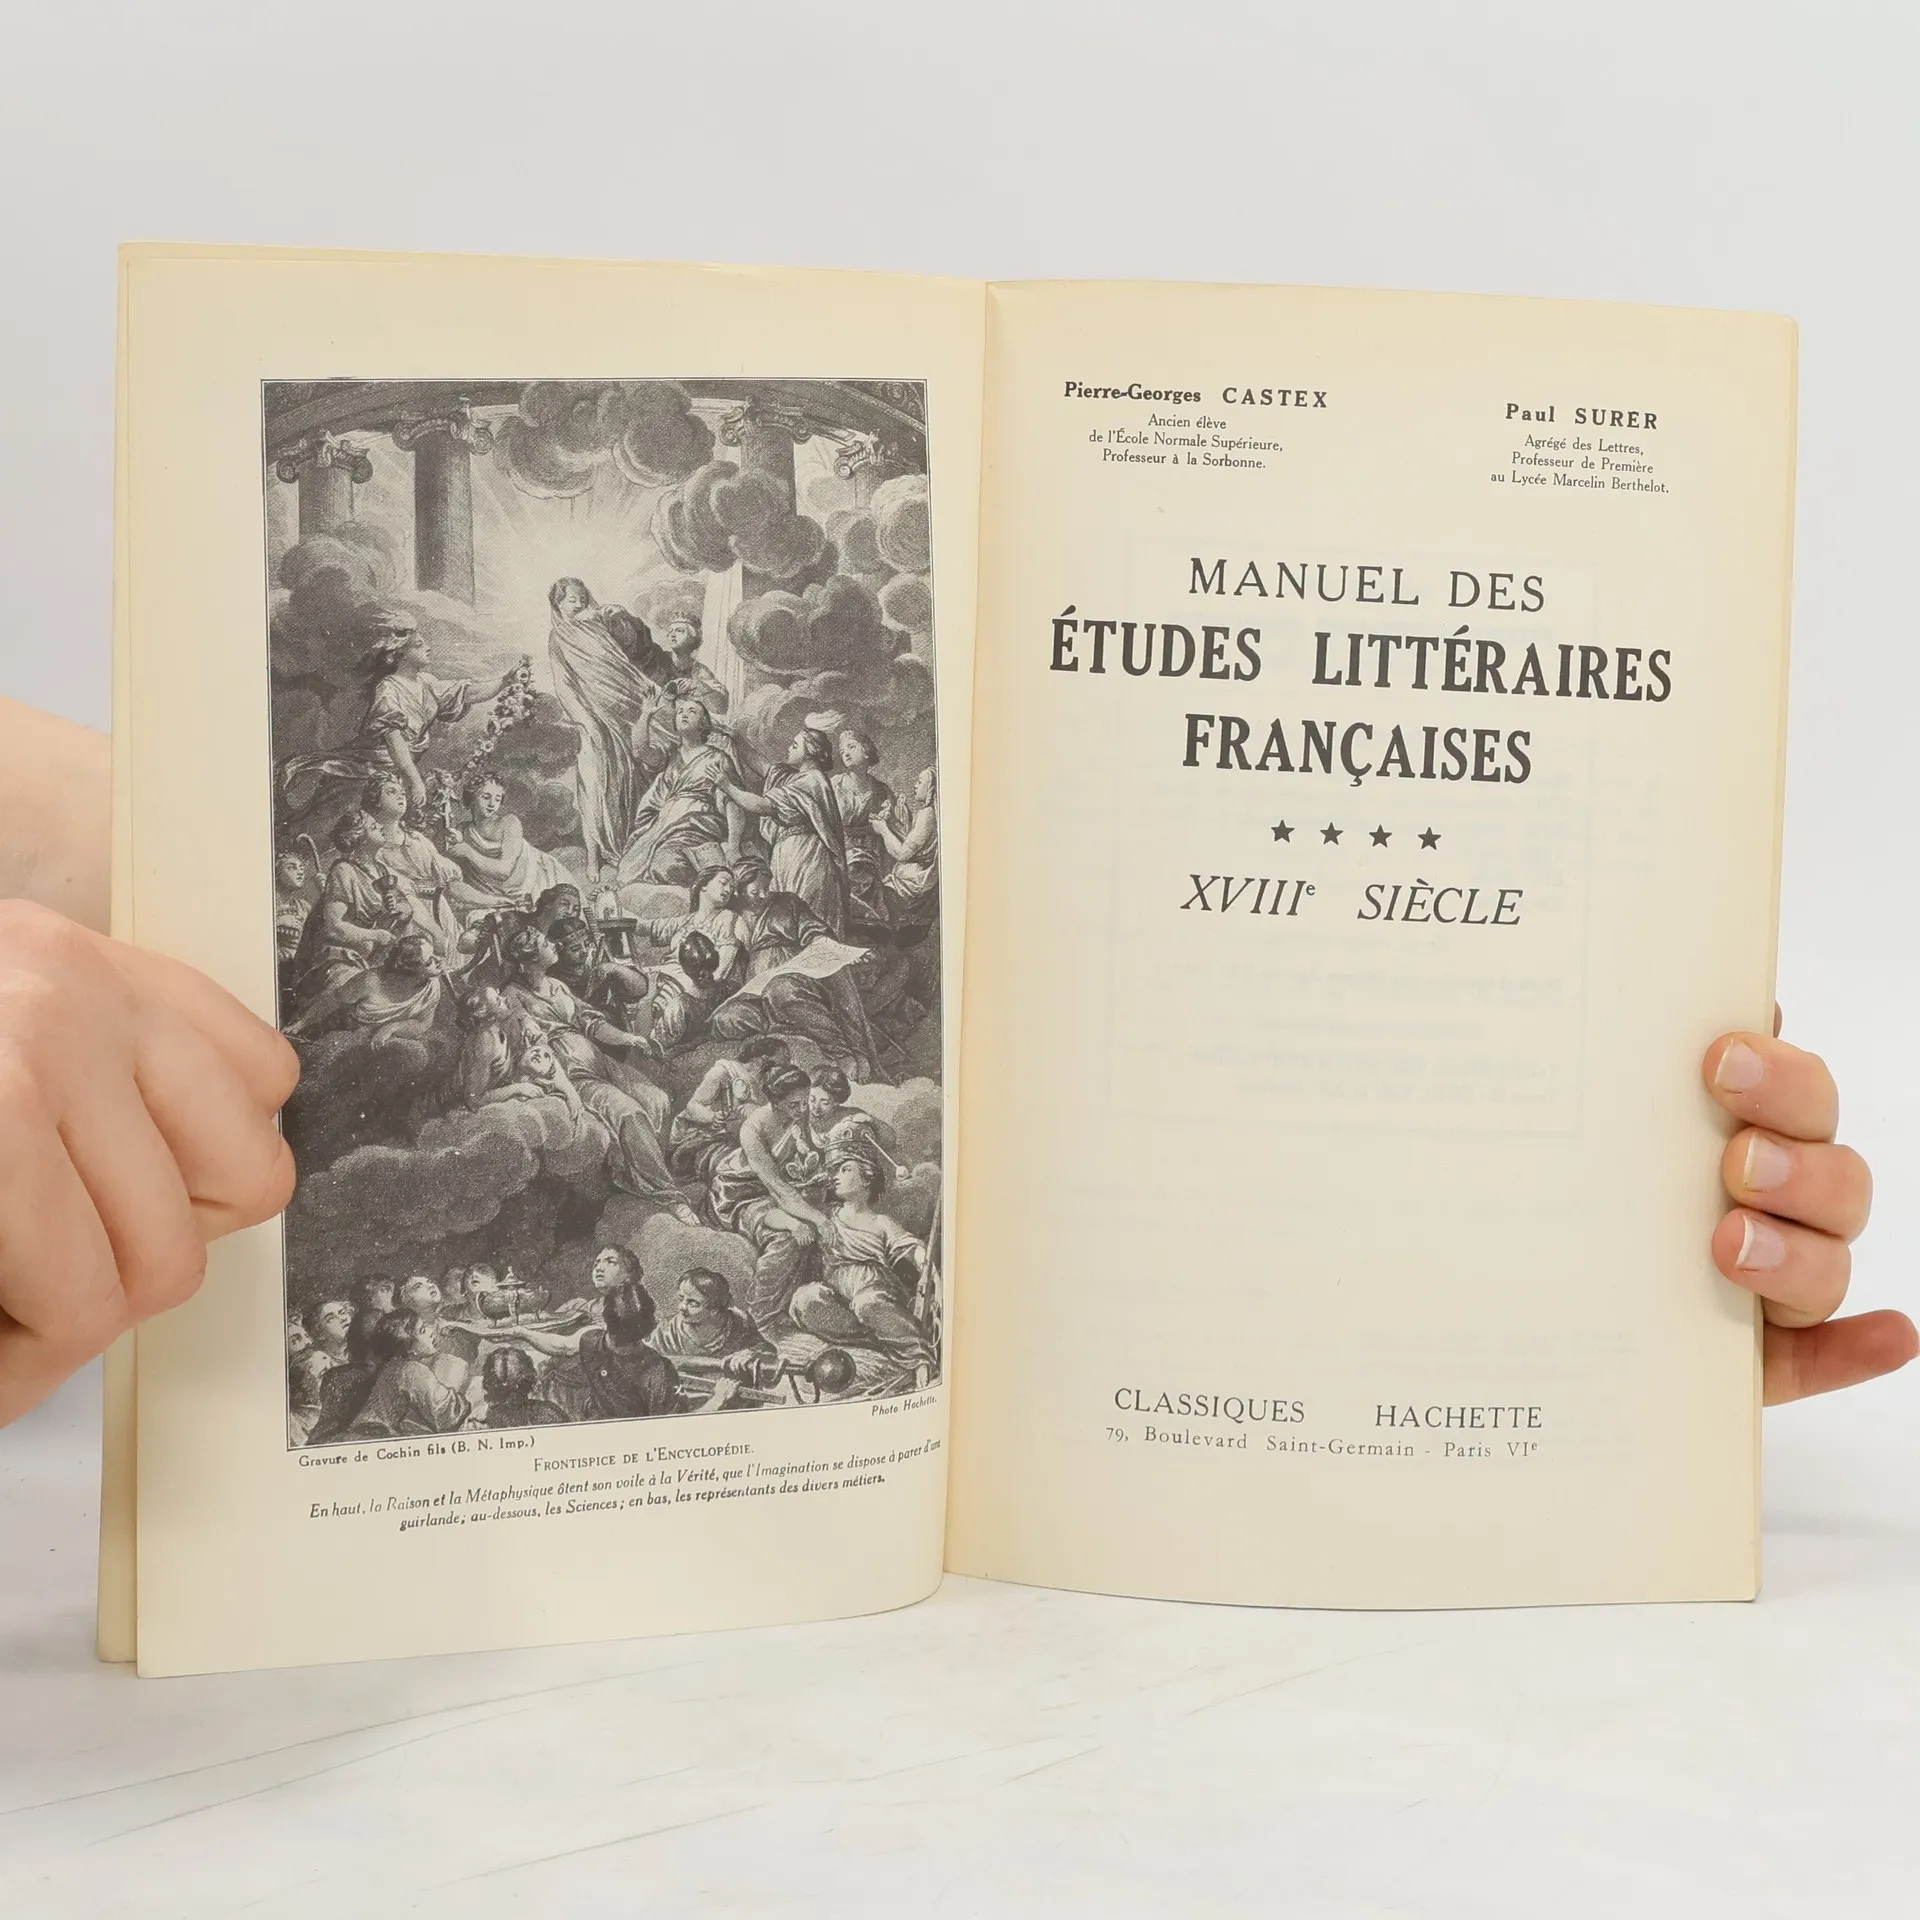 Photo Hachette.
Gravure de Cochin fils (B. N. Imp.)
FRONTISPICE DE L'ENCYCLOPÉDIE.
En haut, la Raison et la Métaphysique ôtent son voile à la Vérité, que l'Imagination se dispose à parer d'une
guirlande; au-dessous, les Sciences; en bas, les représentants des divers métiers.
Pierre-Georges CASTEX
Ancien élève
de l'École Normale Supérieure,
Professeur à la Sorbonne.
Paul SURER
Agrégé des Lettres,
Professeur de Première
au Lycée Marcelin Berthelot.
MANUEL DES
ÉTUDES LITTÉRAIRES
FRANÇAISES
★ ★ ★ ★
XVIIIe SIÈCLE
CLASSIQUES HACHETTE
79, Boulevard Saint-Germain - Paris VIe